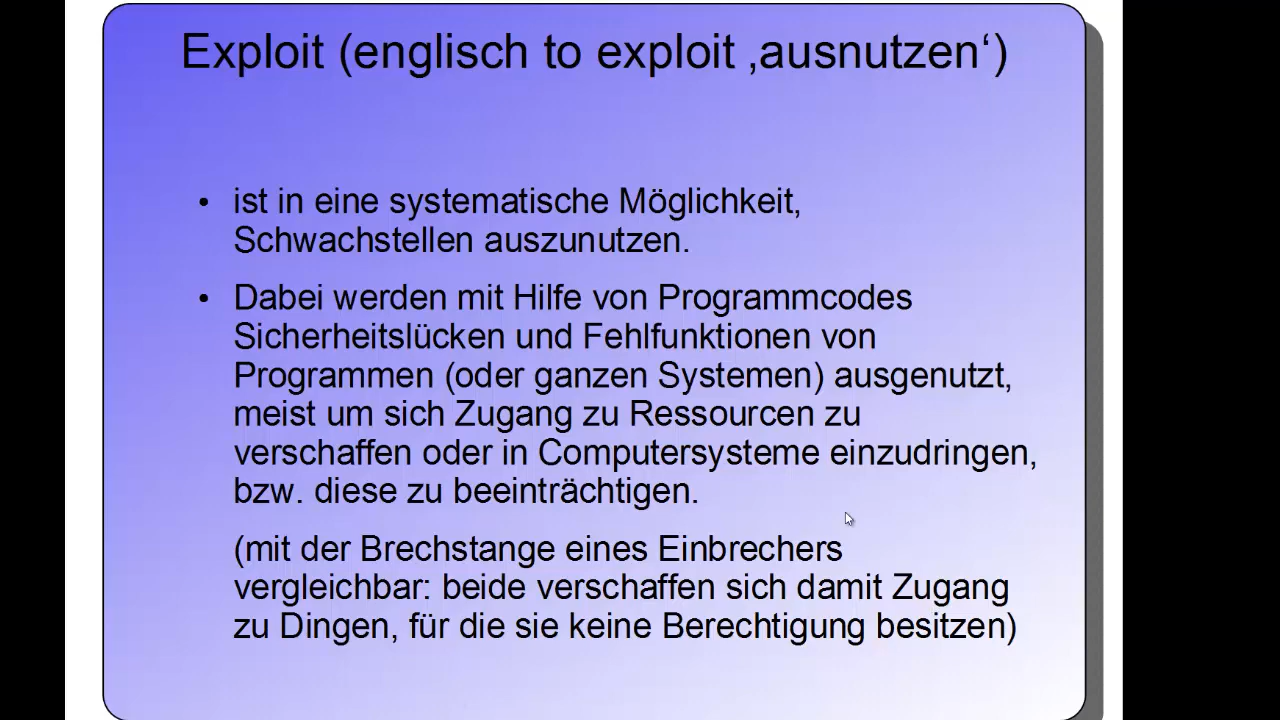 Exploit (englisch to exploit ‚ausnutzen‘)
• ist in eine systematische Möglichkeit,
Schwachstellen auszunutzen.
• Dabei werden mit Hilfe von Programmcodes
Sicherheitslücken und Fehlfunktionen von
Programmen (oder ganzen Systemen) ausgenutzt,
meist um sich Zugang zu Ressourcen zu
verschaffen oder in Computersysteme einzudringen,
bzw. diese zu beeinträchtigen.
(mit der Brechstange eines Einbrechers
vergleichbar: beide verschaffen sich damit Zugang
zu Dingen, für die sie keine Berechtigung besitzen)